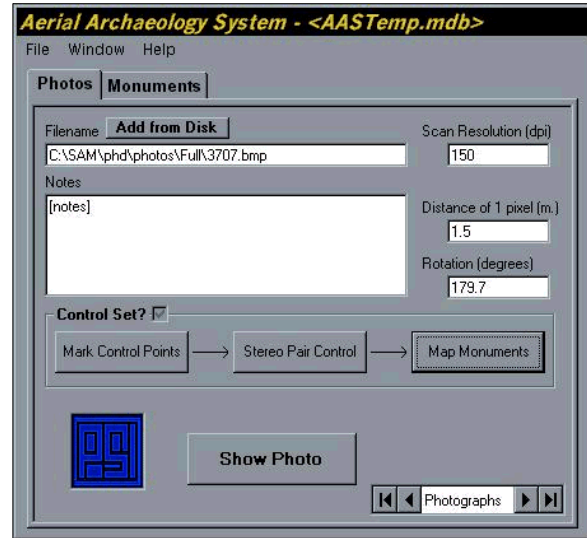 Aerial Archaeology System - <AASTemp.mdb>
File Window Help
Photos Monuments
Filename Add from Disk
Scan Resolution (dpi)
C:\SAM\phd\photos\Full\3707.bmp
150
Notes
[notes]
Distance of 1 pixel (m.)
1.5
Rotation (degrees)
179.7
Control Set?
Mark Control Points
Stereo Pair Control
Map Monuments
Show Photo
Photographs